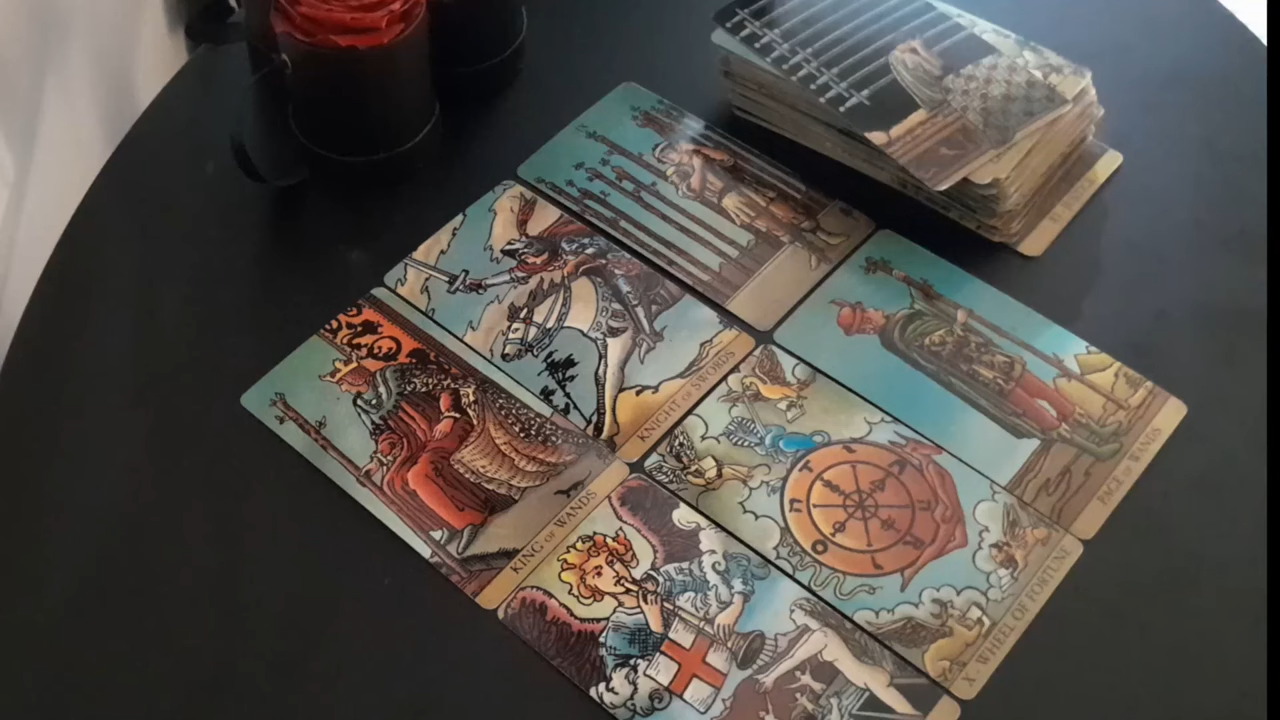 KNIGHT OF SWORDS
KING OF WANDS
PAGE OF WANDS
X · WHEEL OF FORTUNE